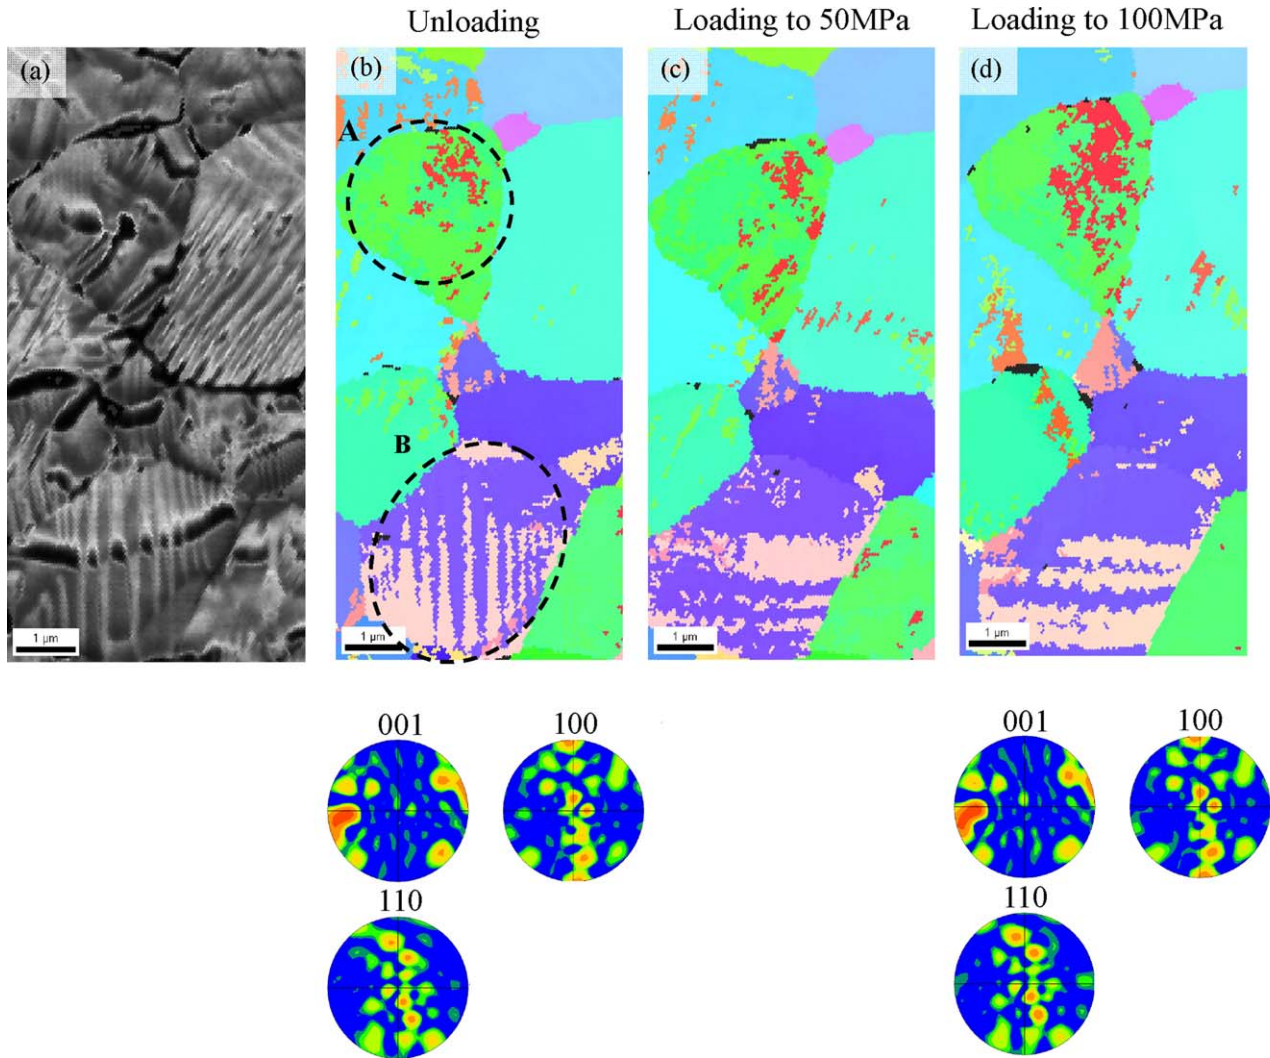 Unloading
Loading to 50MPa
Loading to 100MPa
(a)
(b)
(c)
(d)
A
B
1 μm
1 μm
1 μm
1 μm
001
100
001
100
110
110